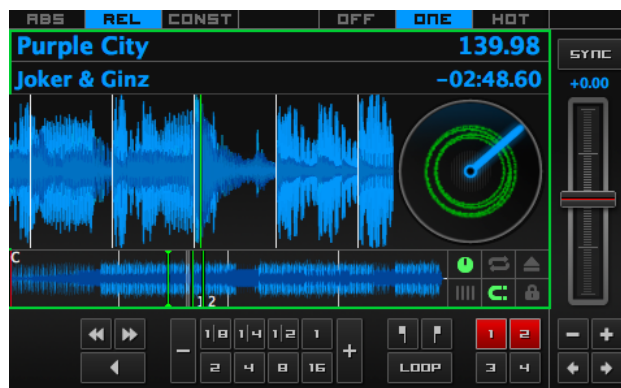 ABS REL CONST OFF ONE HOT
Purple City 139.98
SYNC
Joker & Ginz -02:48.60
+0.00
C
1 2
1|8 1|4 1|2 1
1 2
- +
2 4 8 16
LOOP
3 4
- +